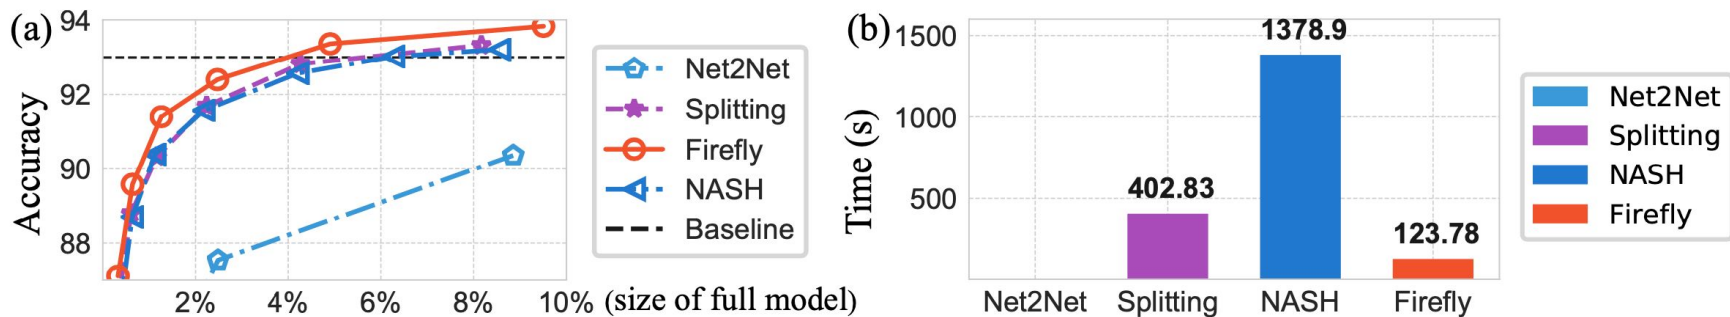 (a)
Accuracy
94
92
90
88
2% 4% 6% 8% 10% (size of full model)
Net2Net
Splitting
Firefly
NASH
Baseline
(b)
Time (s)
1500
1000
500
402.83
1378.9
123.78
Net2Net Splitting NASH Firefly
Net2Net
Splitting
NASH
Firefly